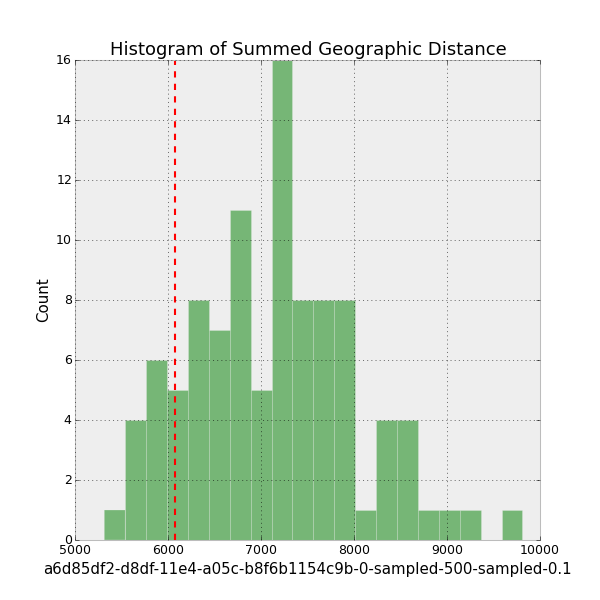 Histogram of Summed Geographic Distance
16
14
12
10
8
6
4
2
0
Count
5000 6000 7000 8000 9000 10000
a6d85df2-d8df-11e4-a05c-b8f6b1154c9b-0-sampled-500-sampled-0.1